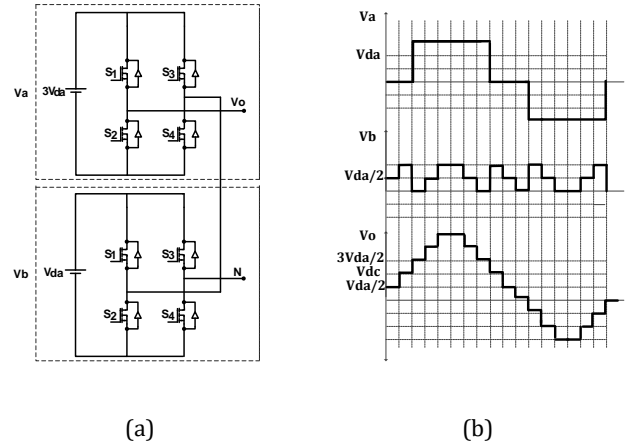 Va
3Vda
S1
S3
S2
S4
Vo
Vb
Vda
S1
S3
S2
S4
N
(a)
Va
Vda
Vb
Vda/2
Vo
3Vda/2
Vdc
Vda/2
(b)